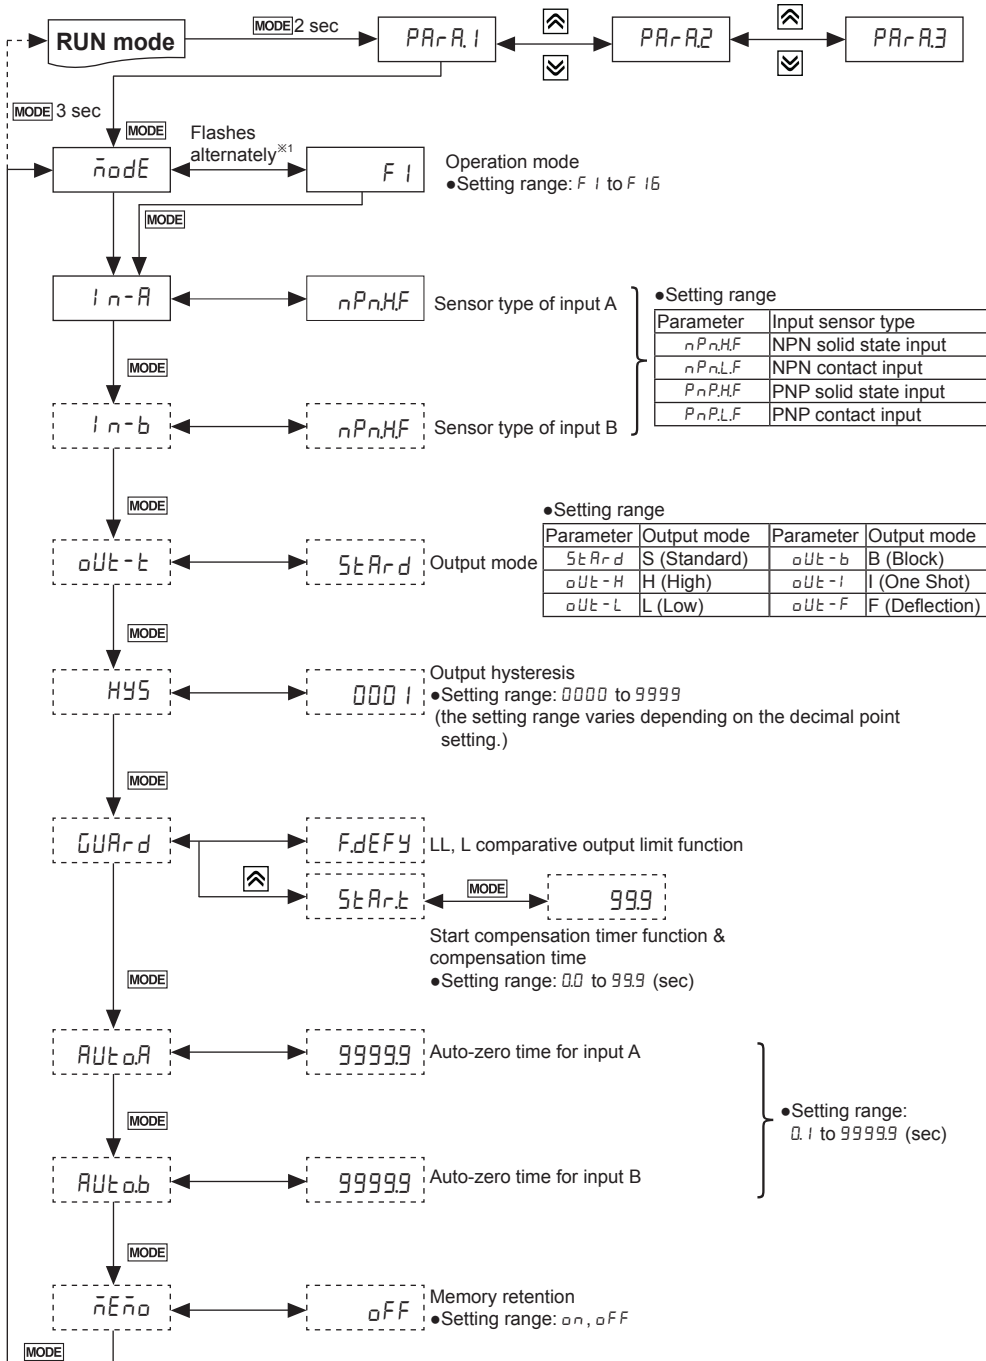 RUN mode
MODE 2 sec
PArA.1
PArA.2
PArA.3
MODE 3 sec
MODE
Flashes
alternately※1
modE
F 1
Operation mode
●Setting range: F 1 to F 16
MODE
In-A
nPn.H.F
Sensor type of input A
●Setting range
Parameter Input sensor type
nPn.H.F NPN solid state input
nPn.L.F NPN contact input
PnP.H.F PNP solid state input
PnP.L.F PNP contact input
MODE
In-b
nPn.H.F
Sensor type of input B
MODE
●Setting range
Parameter Output mode Parameter Output mode
StArd S (Standard) oUt-b B (Block)
oUt-H H (High) oUt-I I (One Shot)
oUt-L L (Low) oUt-F F (Deflection)
oUt-t
StArd
Output mode
MODE
HYS
0001
Output hysteresis
●Setting range: 0000 to 9999
(the setting range varies depending on the decimal point
setting.)
MODE
GUArd
F.dEFY
LL, L comparative output limit function
StAr.t
MODE
99.9
Start compensation timer function &
compensation time
●Setting range: 0.0 to 99.9 (sec)
MODE
AUto.A
9999.9
Auto-zero time for input A
●Setting range:
0.1 to 9999.9 (sec)
MODE
AUto.b
9999.9
Auto-zero time for input B
MODE
mEmo
oFF
Memory retention
●Setting range: on, oFF
MODE